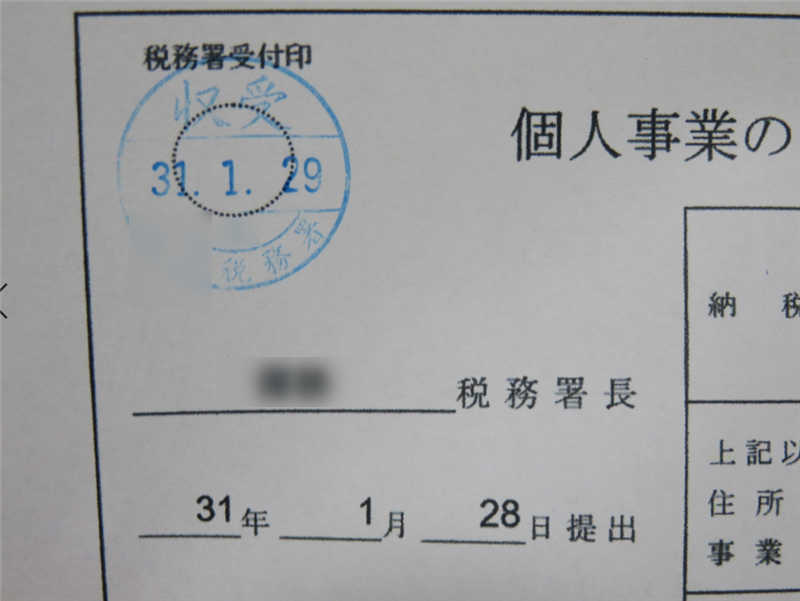 税務署受付印
収受
31. 1. 29
税務署
個人事業の
納 税
税務署長
上記以
住所
31年 1月 28日提出
事業